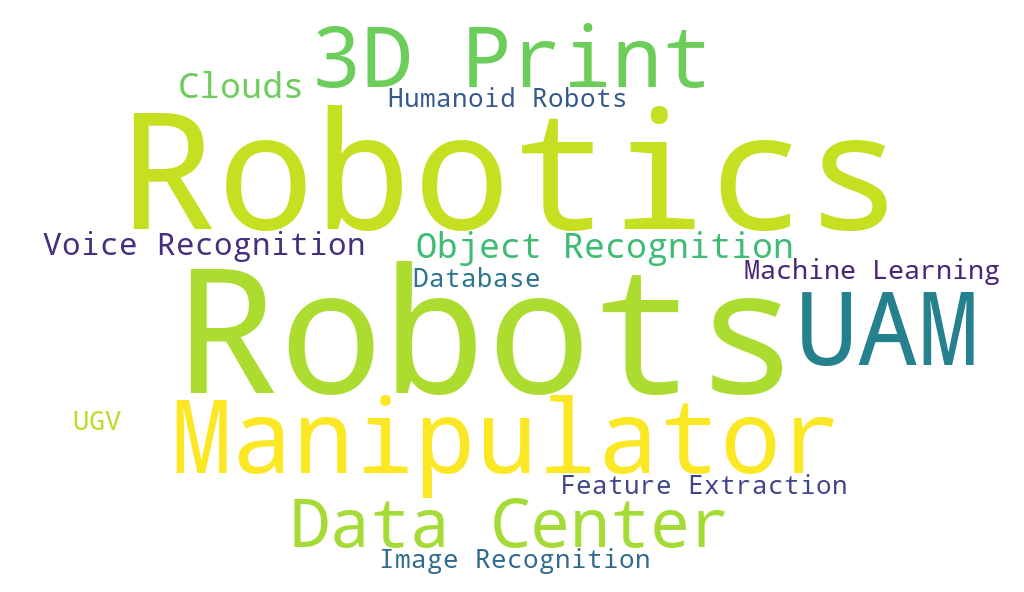 3D Print
Clouds
Humanoid Robots
Robotics
Voice Recognition
Object Recognition
Machine Learning
Database
Robots
UAM
Manipulator
UGV
Feature Extraction
Data Center
Image Recognition